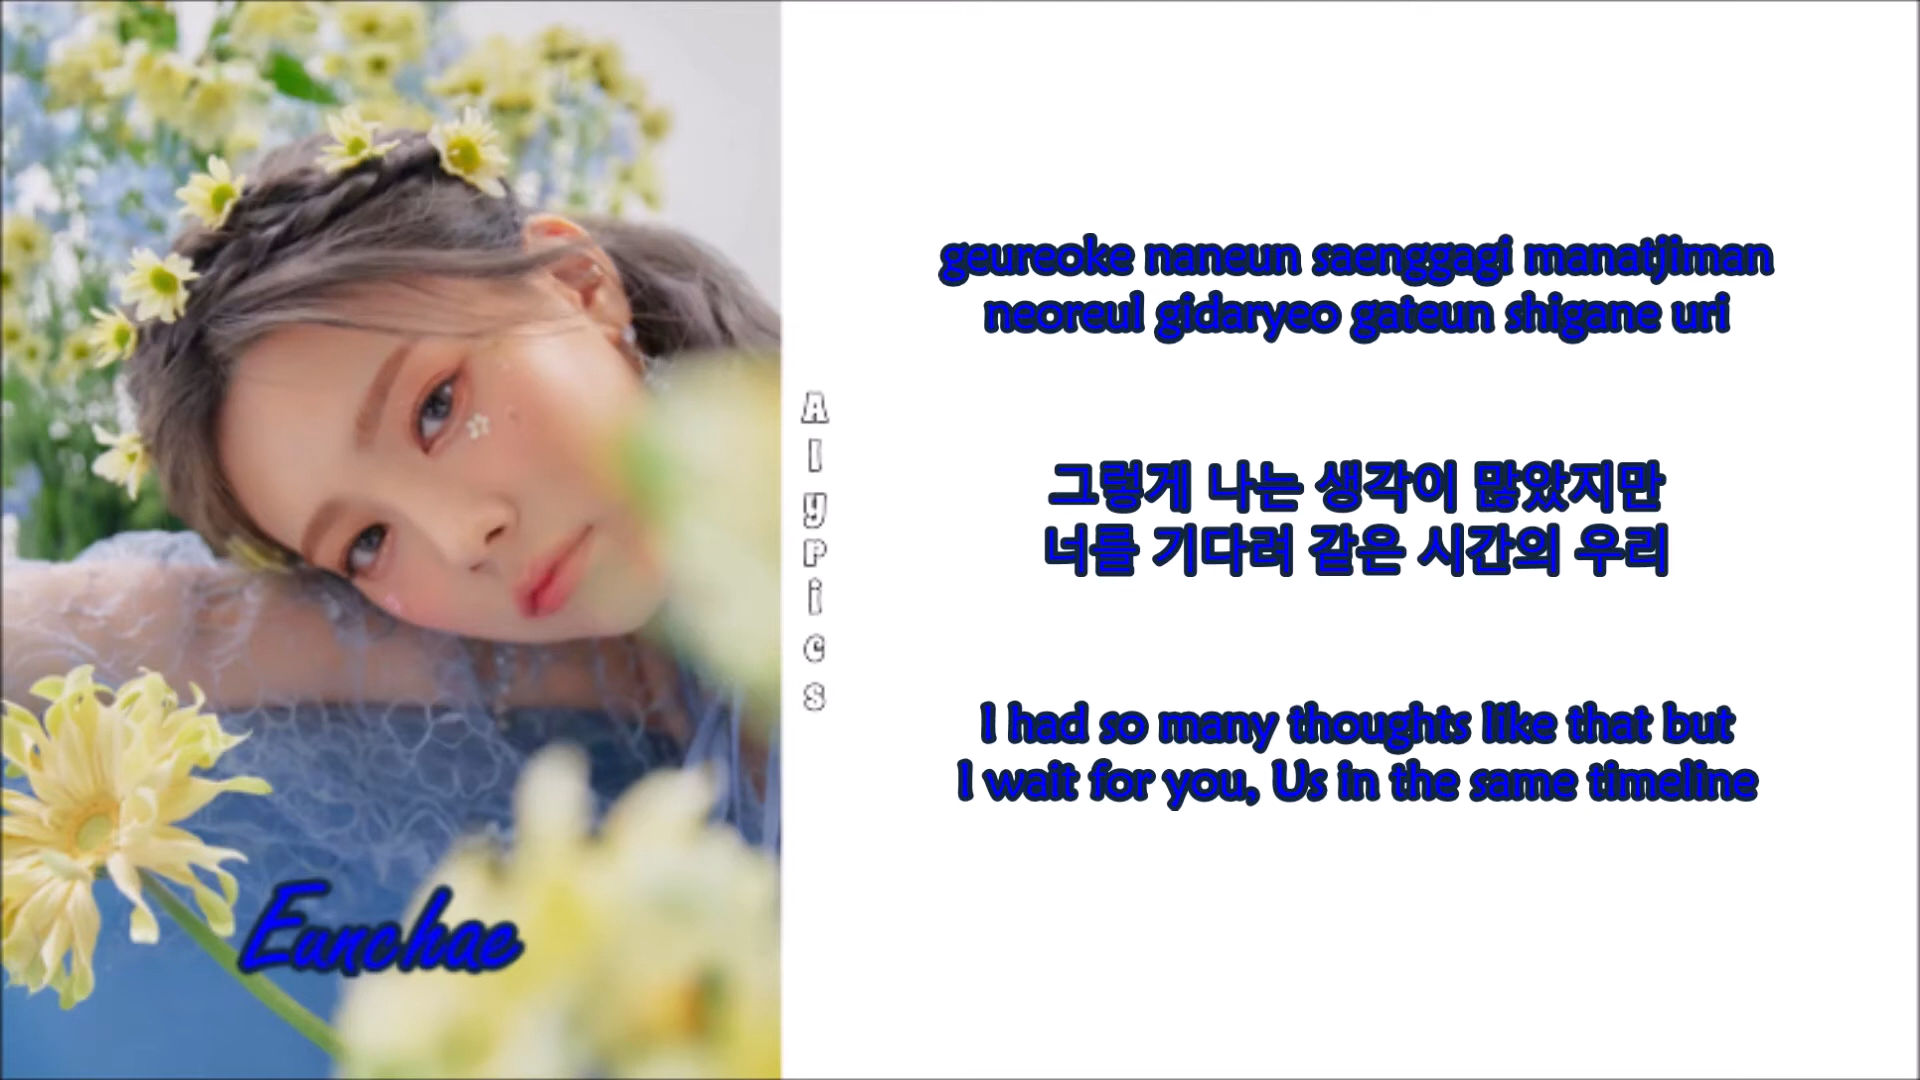 geureoke naneun saenggagi manatjiman
neoreul gidaryeo gateun shigane uri
그렇게 나는 생각이 많았지만
너를 기다려 같은 시간의 우리
I had so many thoughts like that but
I wait for you, Us in the same timeline
Alypics
Eunchae